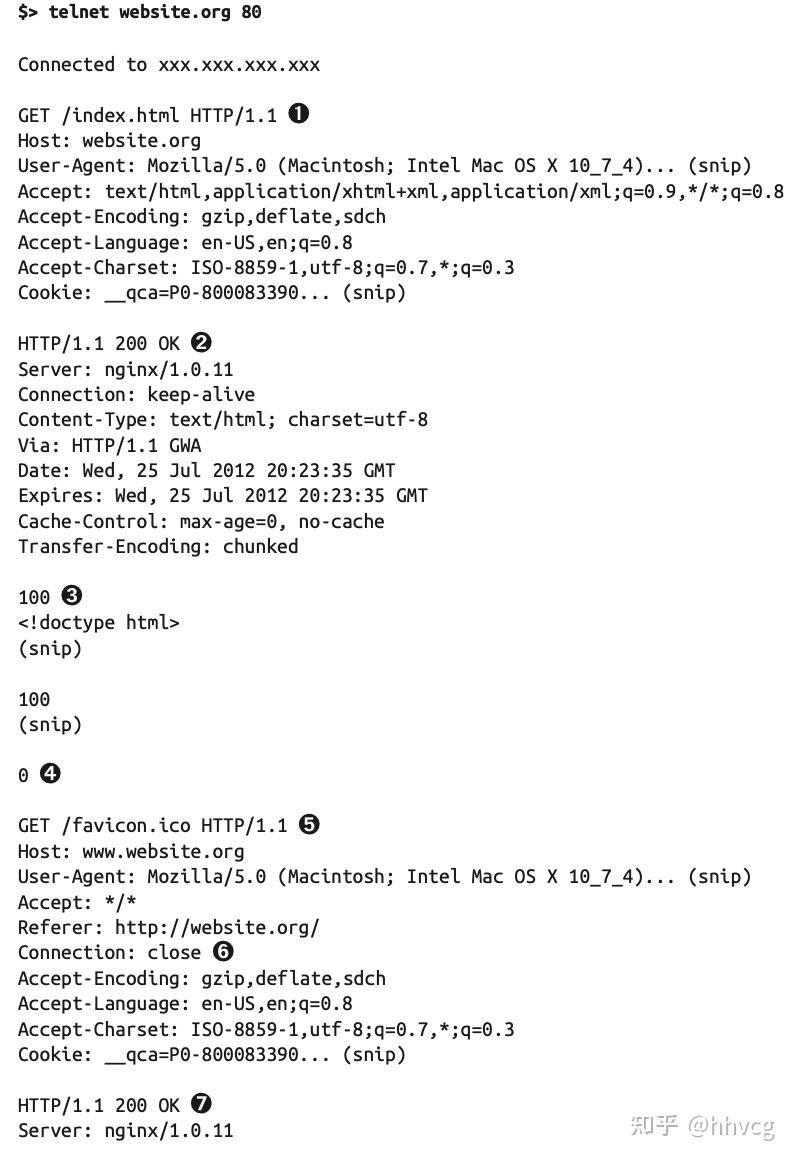 $> telnet website.org 80
Connected to xxx.xxx.xxx.xxx
GET /index.html HTTP/1.1 ❶
Host: website.org
User-Agent: Mozilla/5.0 (Macintosh; Intel Mac OS X 10_7_4)... (snip)
Accept: text/html,application/xhtml+xml,application/xml;q=0.9,*/*;q=0.8
Accept-Encoding: gzip,deflate,sdch
Accept-Language: en-US,en;q=0.8
Accept-Charset: ISO-8859-1,utf-8;q=0.7,*;q=0.3
Cookie: __qca=P0-800083390... (snip)
HTTP/1.1 200 OK ❷
Server: nginx/1.0.11
Connection: keep-alive
Content-Type: text/html; charset=utf-8
Via: HTTP/1.1 GWA
Date: Wed, 25 Jul 2012 20:23:35 GMT
Expires: Wed, 25 Jul 2012 20:23:35 GMT
Cache-Control: max-age=0, no-cache
Transfer-Encoding: chunked
100 ❸
<!doctype html>
(snip)
100
(snip)
0 ❹
GET /favicon.ico HTTP/1.1 ❺
Host: www.website.org
User-Agent: Mozilla/5.0 (Macintosh; Intel Mac OS X 10_7_4)... (snip)
Accept: */*
Referer: http://website.org/
Connection: close ❻
Accept-Encoding: gzip,deflate,sdch
Accept-Language: en-US,en;q=0.8
Accept-Charset: ISO-8859-1,utf-8;q=0.7,*;q=0.3
Cookie: __qca=P0-800083390... (snip)
HTTP/1.1 200 OK ❼
Server: nginx/1.0.11
知乎 @hhvcg